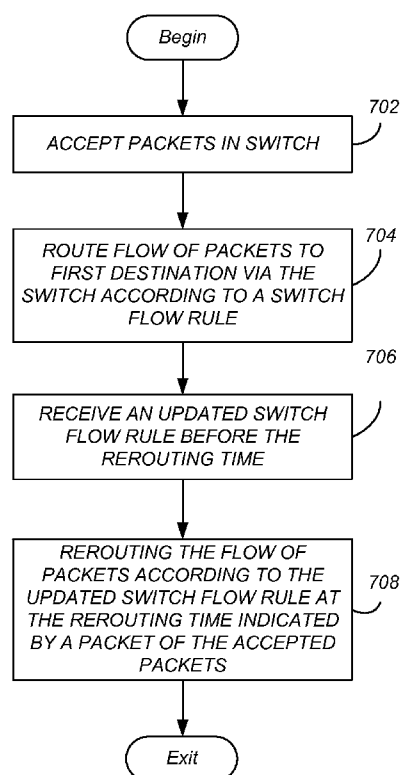 Begin
702
ACCEPT PACKETS IN SWITCH
704
ROUTE FLOW OF PACKETS TO
FIRST DESTINATION VIA THE
SWITCH ACCORDING TO A SWITCH
FLOW RULE
706
RECEIVE AN UPDATED SWITCH
FLOW RULE BEFORE THE
REROUTING TIME
REROUTING THE FLOW OF
PACKETS ACCORDING TO THE
UPDATED SWITCH FLOW RULE AT
THE REROUTING TIME INDICATED
BY A PACKET OF THE ACCEPTED
PACKETS
708
Exit